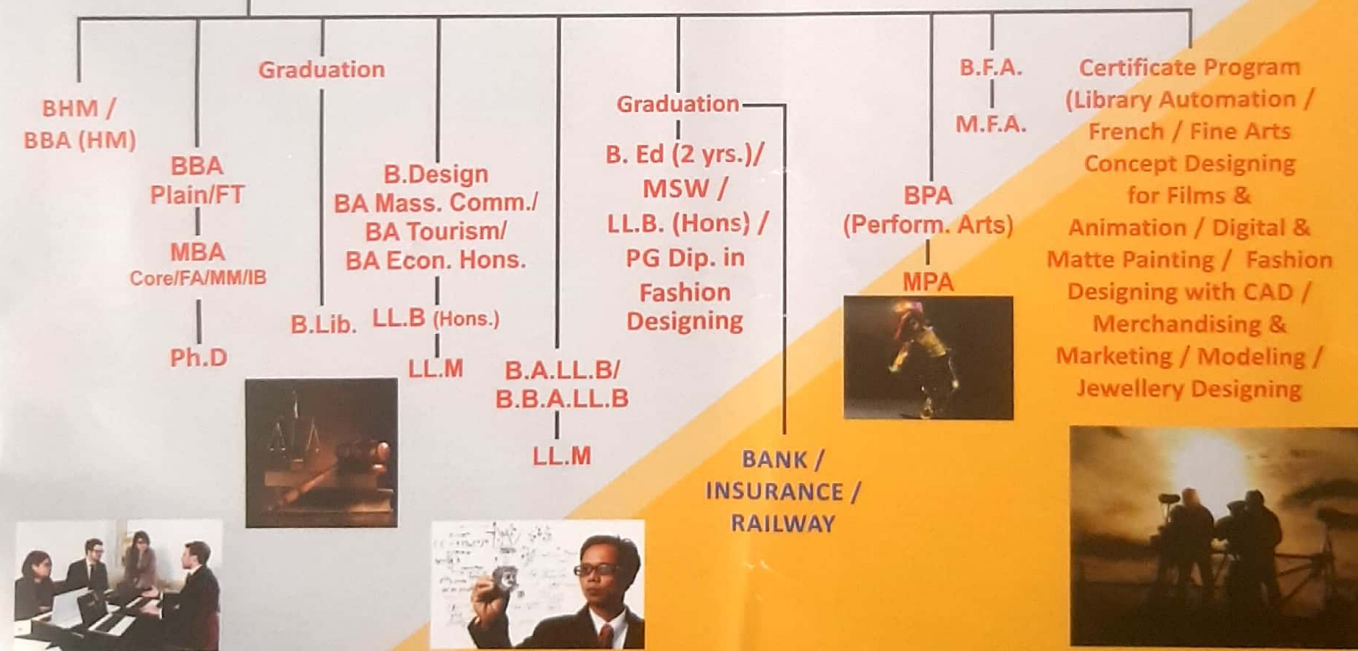 BHM /
BBA (HM)
BBA
Plain/FT
MBA
Core/FA/MM/IB
Ph.D
Graduation
B.Lib.
B.Design
BA Mass. Comm./
BA Tourism/
BA Econ. Hons.
LL.B (Hons.)
LL.M
B.A.LL.B/
B.B.A.LL.B
LL.M
Graduation
B. Ed (2 yrs.)/
MSW /
LL.B. (Hons) /
PG Dip. in
Fashion
Designing
BANK /
INSURANCE /
RAILWAY
BPA
(Perform. Arts)
MPA
B.F.A.
M.F.A.
Certificate Program
(Library Automation /
French / Fine Arts
Concept Designing
for Films &
Animation / Digital &
Matte Painting / Fashion
Designing with CAD /
Merchandising &
Marketing / Modeling /
Jewellery Designing